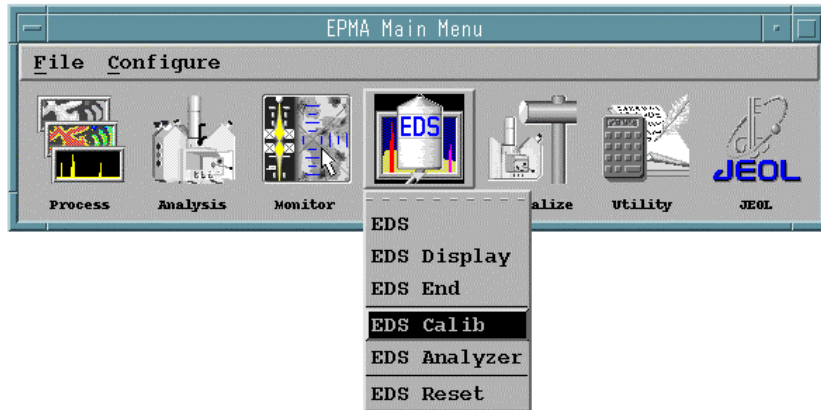 EPMA Main Menu
File Configure
EDS
JEOL
Process Analysis Monitor alize Utility JEOL
EDS
EDS Display
EDS End
EDS Calib
EDS Analyzer
EDS Reset